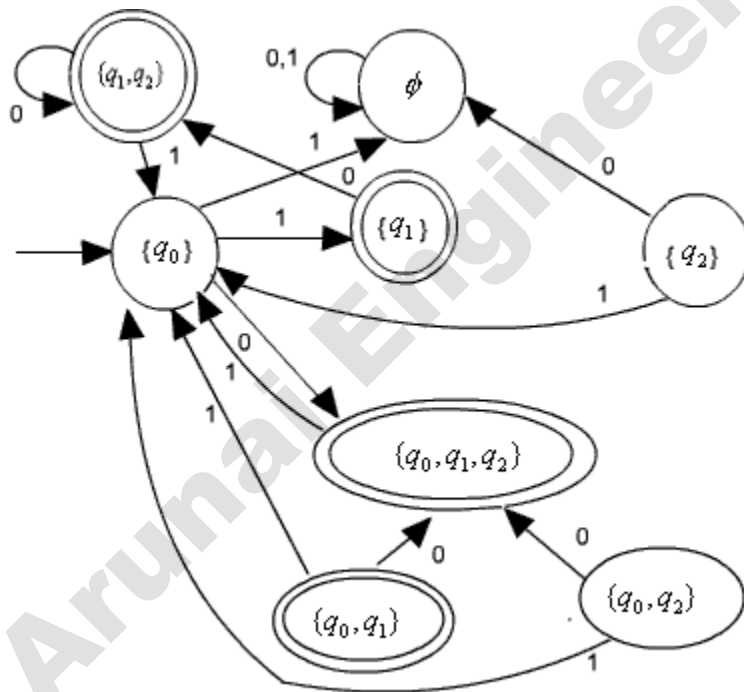 {q₁,q₂}
0,1
ϕ
0
1
1
0
0
1
{q₁}
{q₀}
{q₂}
1
0
1
1
{q₀,q₁,q₂}
0
0
{q₀,q₁}
{q₀,q₂}
1
Arunai Engineer